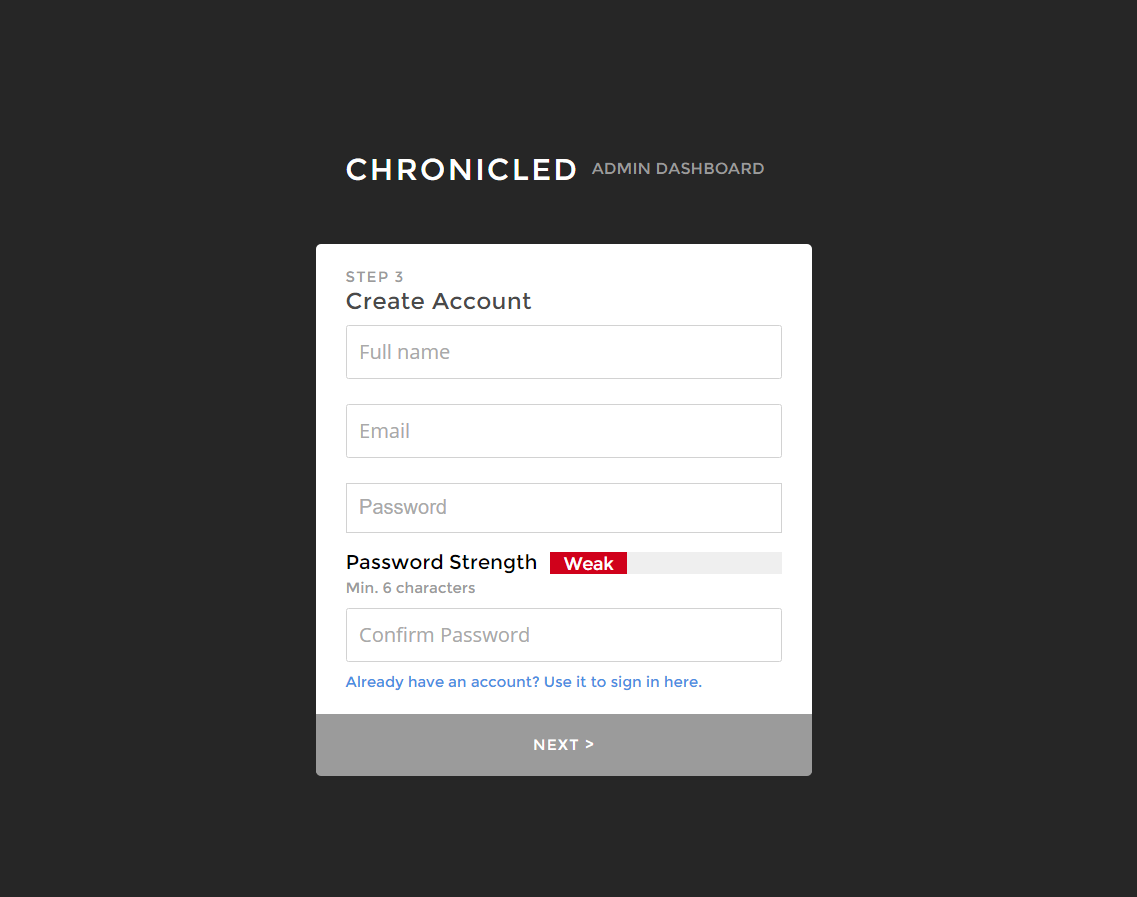 CHRONICLED ADMIN DASHBOARD
STEP 3
Create Account
Full name
Email
Password
Password Strength Weak
Min. 6 characters
Confirm Password
Already have an account? Use it to sign in here.
NEXT >